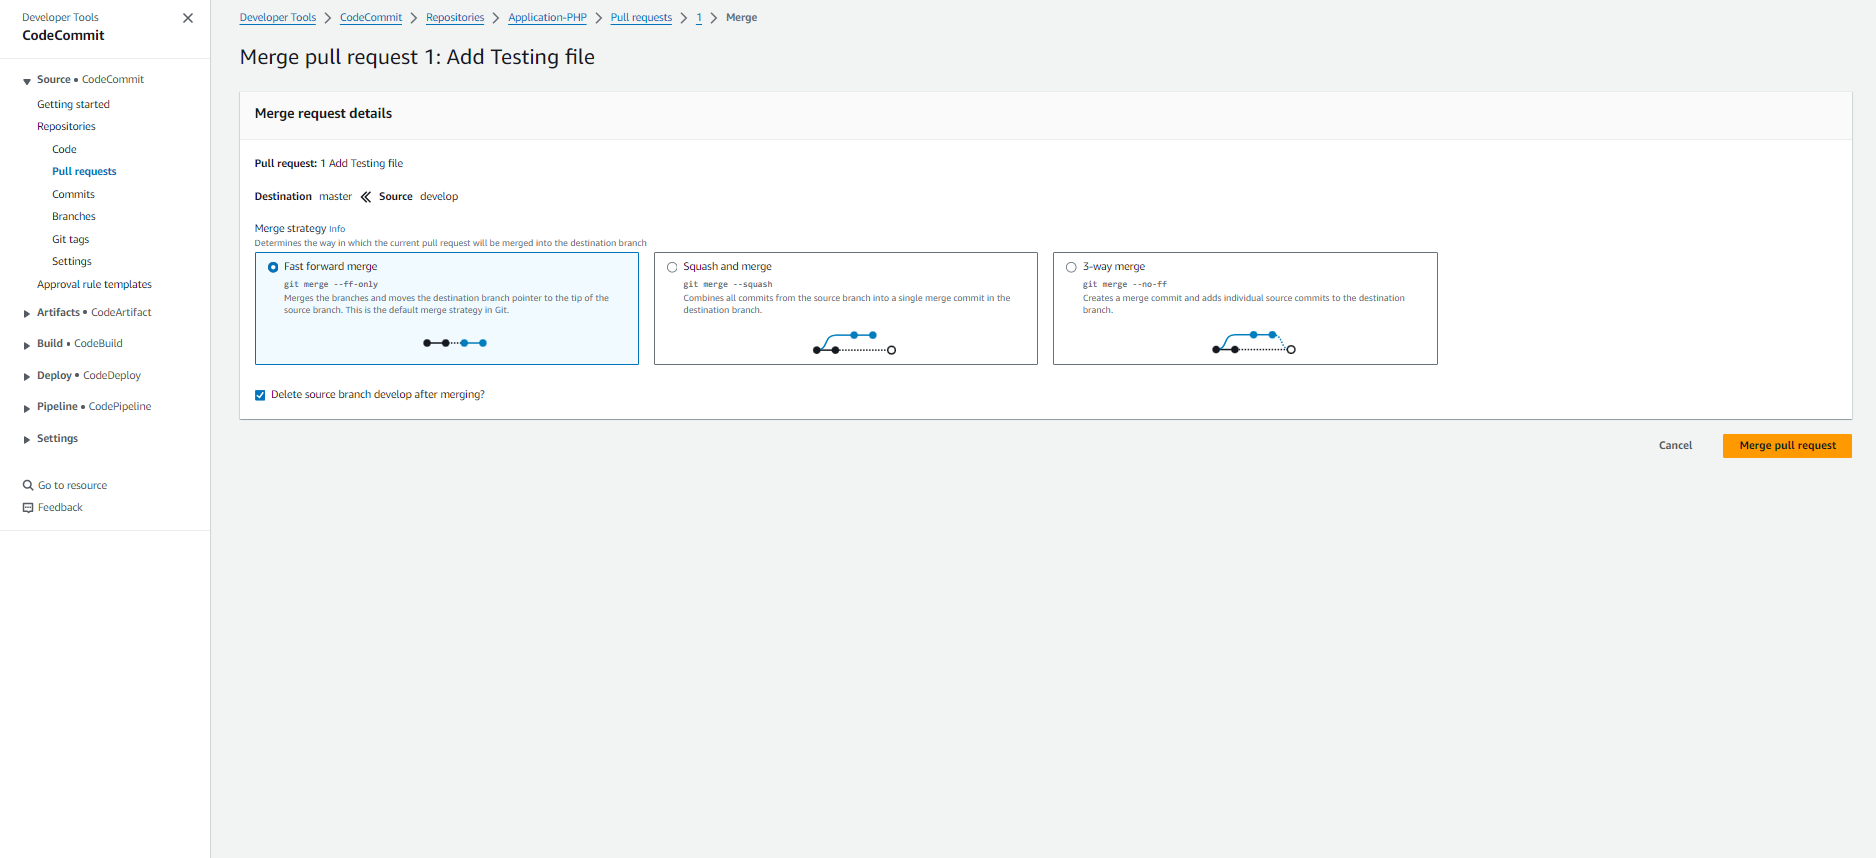 Developer Tools
CodeCommit
Source • CodeCommit
Getting started
Repositories
Code
Pull requests
Commits
Branches
Git tags
Settings
Approval rule templates
Artifacts • CodeArtifact
Build • CodeBuild
Deploy • CodeDeploy
Pipeline • CodePipeline
Settings
Go to resource
Feedback
Developer Tools > CodeCommit > Repositories > Application-PHP > Pull requests > 1 > Merge
Merge pull request 1: Add Testing file
Merge request details
Pull request: 1 Add Testing file
Destination master « Source develop
Merge strategy Info
Determines the way in which the current pull request will be merged into the destination branch
Fast forward merge
git merge --ff-only
Merges the branches and moves the destination branch pointer to the tip of the
source branch. This is the default merge strategy in Git.
Squash and merge
git merge --squash
Combines all commits from the source branch into a single merge commit in the
destination branch.
3-way merge
git merge --no-ff
Creates a merge commit and adds individual source commits to the destination
branch.
Delete source branch develop after merging?
Cancel
Merge pull request